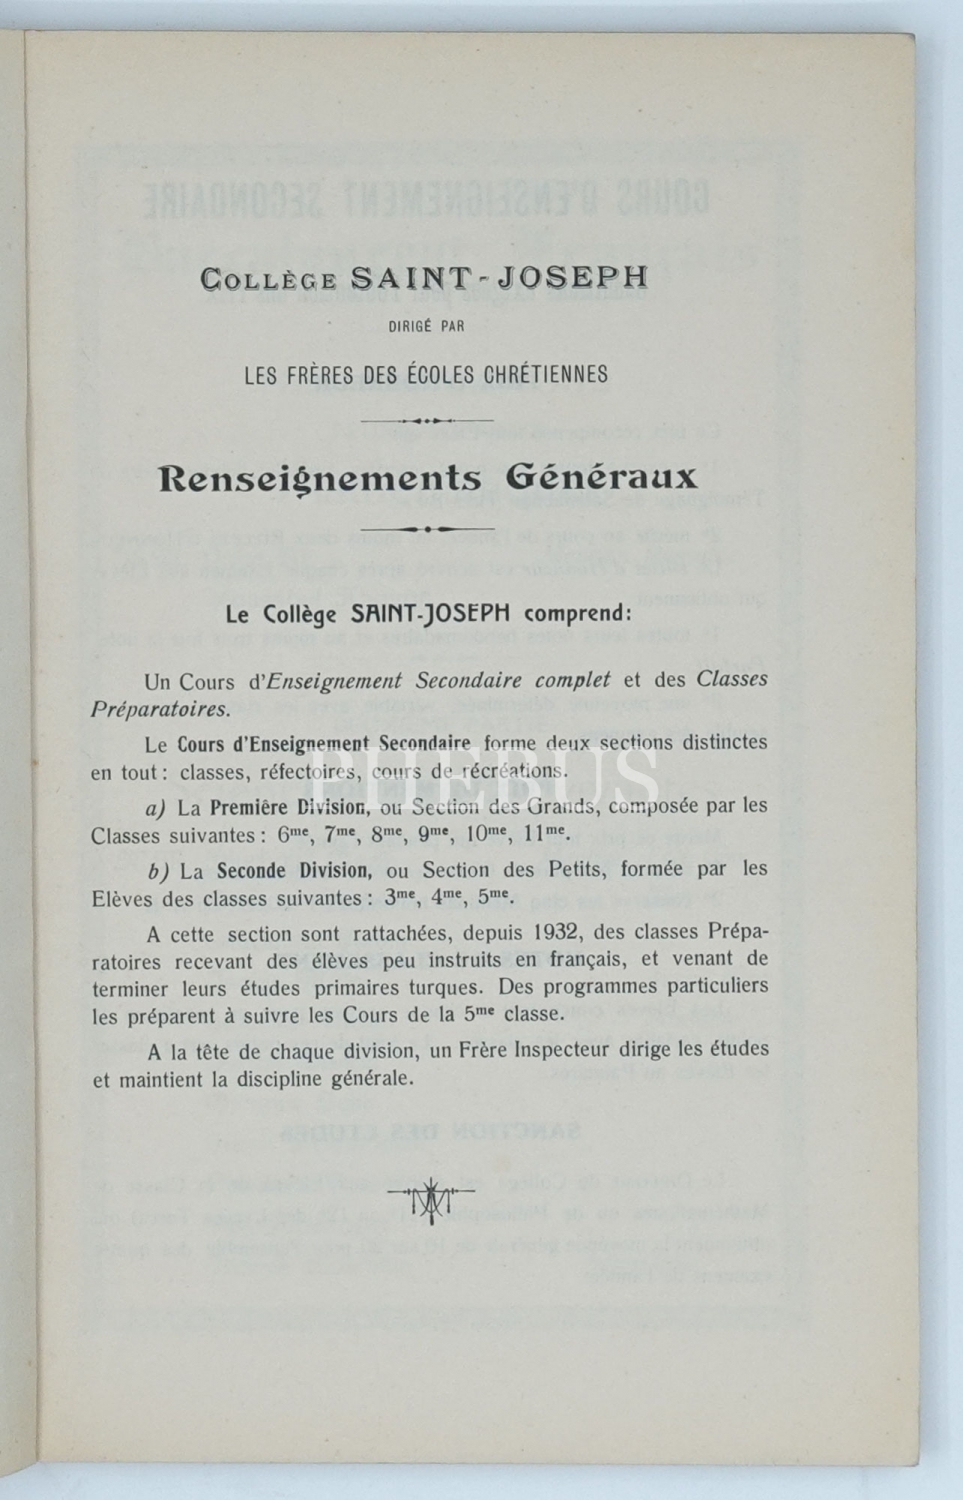 COLLÈGE SAINT-JOSEPH
DIRIGÉ PAR
LES FRÈRES DES ÉCOLES CHRÉTIENNES
Renseignements Généraux
Le Collège SAINT-JOSEPH comprend:
Un Cours d'Enseignement Secondaire complet et des Classes
Préparatoires.
Le Cours d'Enseignement Secondaire forme deux sections distinctes
en tout : classes, réfectoires, cours de récréations.
PHEBUS
a) La Première Division, ou Section des Grands, composée par les
Classes suivantes : 6me, 7me, 8me, 9me, 10me, 11me.
b) La Seconde Division, ou Section des Petits, formée par les
Elèves des classes suivantes : 3me, 4me, 5me.
A cette section sont rattachées, depuis 1932, des classes Prépa-
ratoires recevant des élèves peu instruits en français, et venant de
terminer leurs études primaires turques. Des programmes particuliers
les préparent à suivre les Cours de la 5me classe.
A la tête de chaque division, un Frère Inspecteur dirige les études
et maintient la discipline générale.